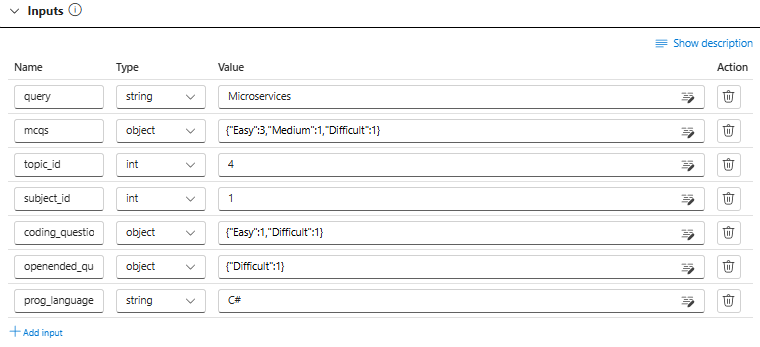 Inputs
Show description
Name Type Value Action
query string Microservices
mcqs object {"Easy":3,"Medium":1,"Difficult":1}
topic_id int 4
subject_id int 1
coding_questio object {"Easy":1,"Difficult":1}
openended_qu object {"Difficult":1}
prog_language string C#
Add input